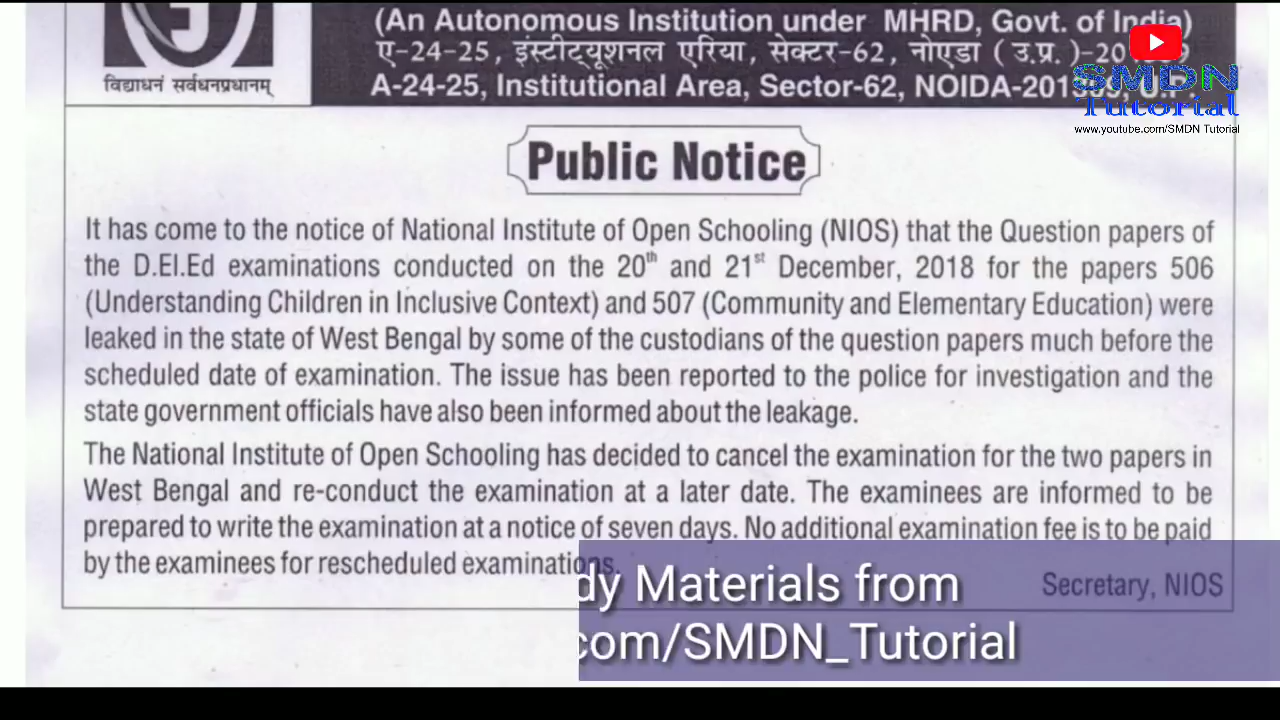 (An Autonomous Institution under MHRD, Govt. of India)
ए-24-25, इंस्टीट्यूशनल एरिया, सेक्टर-62, नोएडा (उ.प्र.)
A-24-25, Institutional Area, Sector-62, NOIDA
विद्याधनं सर्वधनप्रधानम्
SMDN
Tutorial
www.youtube.com/SMDN Tutorial
Public Notice
It has come to the notice of National Institute of Open Schooling (NIOS) that the Question papers of
the D.El.Ed examinations conducted on the 20th and 21st December, 2018 for the papers 506
(Understanding Children in Inclusive Context) and 507 (Community and Elementary Education) were
leaked in the state of West Bengal by some of the custodians of the question papers much before the
scheduled date of examination. The issue has been reported to the police for investigation and the
state government officials have also been informed about the leakage.
The National Institute of Open Schooling has decided to cancel the examination for the two papers in
West Bengal and re-conduct the examination at a later date. The examinees are informed to be
prepared to write the examination at a notice of seven days. No additional examination fee is to be paid
by the examinees for rescheduled examinations.
Secretary, NIOS
dy Materials from
com/SMDN_Tutorial